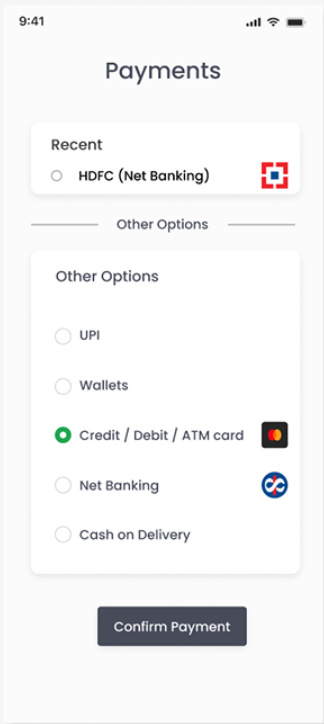 9:41
Payments
Recent
HDFC (Net Banking)
Other Options
Other Options
UPI
Wallets
Credit / Debit / ATM card
Net Banking
Cash on Delivery
Confirm Payment